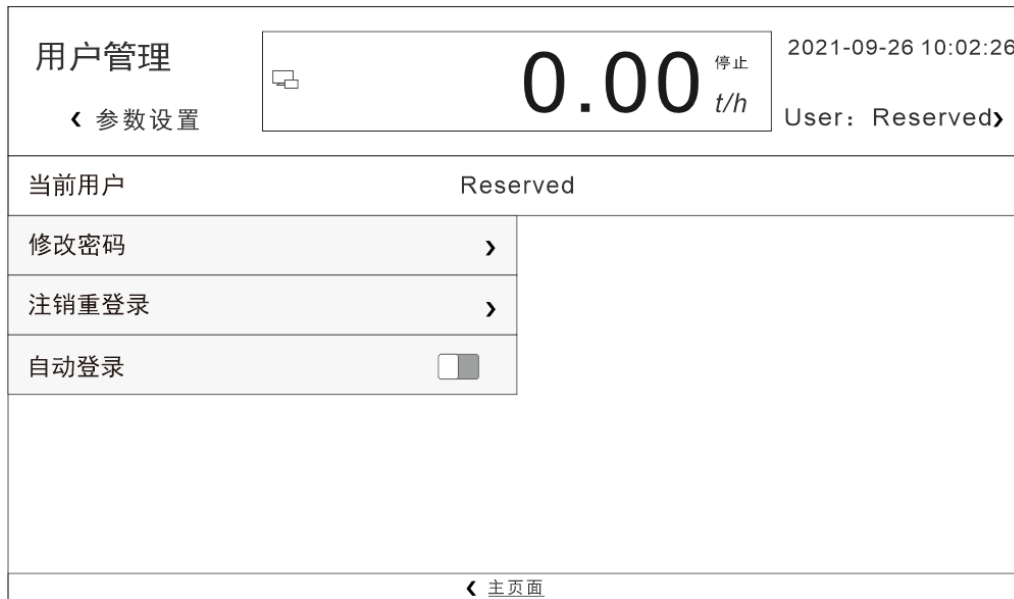 用户管理
‹ 参数设置
0.00 停止 t/h
2021-09-26 10:02:26
User: Reserved›
当前用户 Reserved
修改密码 ›
注销重登录 ›
自动登录
‹ 主页面